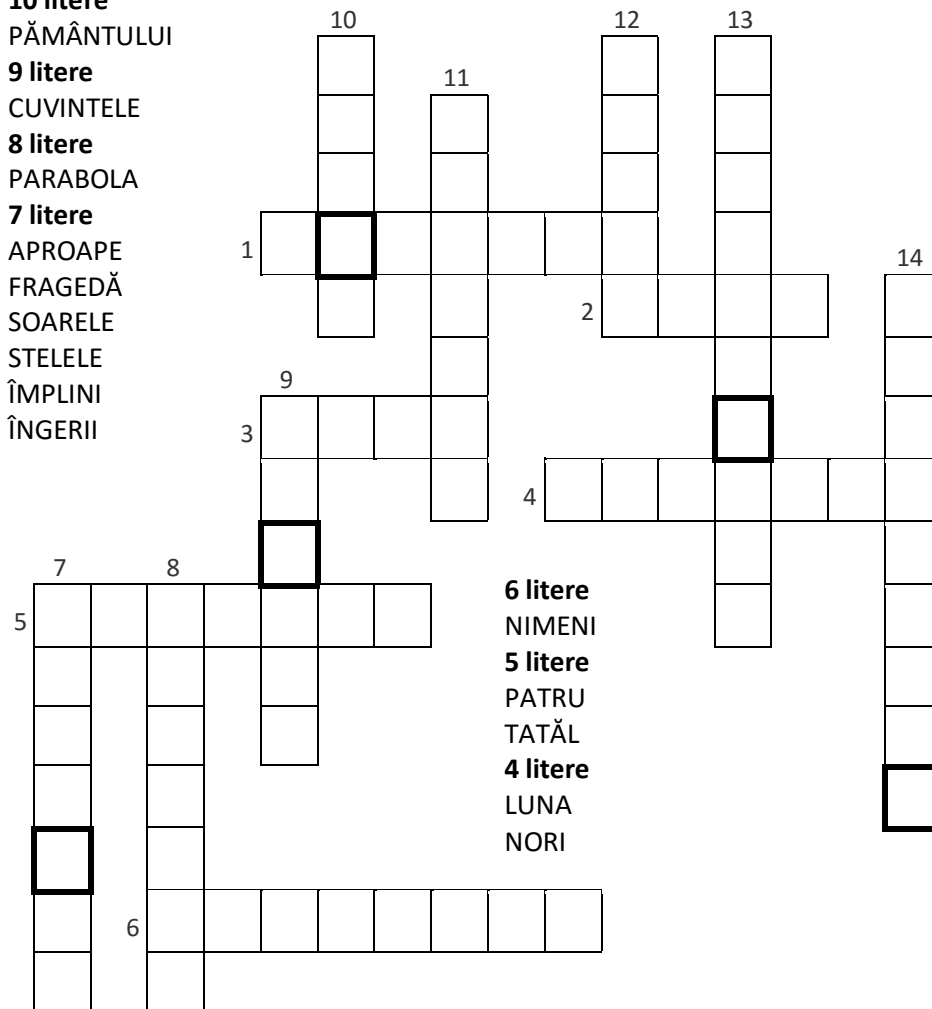 10 litere
PĂMÂNTULUI
9 litere
CUVINTELE
8 litere
PARABOLA
7 litere
APROAPE
FRAGEDĂ
SOARELE
STELELE
ÎMPLINI
ÎNGERII
10
12
13
11
1
14
2
9
3
4
7
8
5
6 litere
NIMENI
5 litere
PATRU
TATĂL
4 litere
LUNA
NORI
6